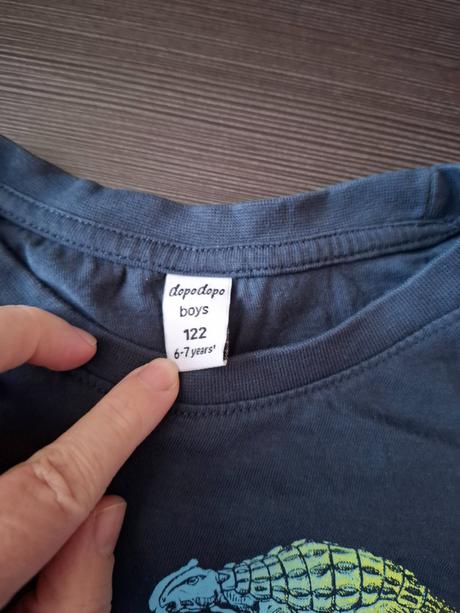 dopodopo
boys
122
6-7 years'